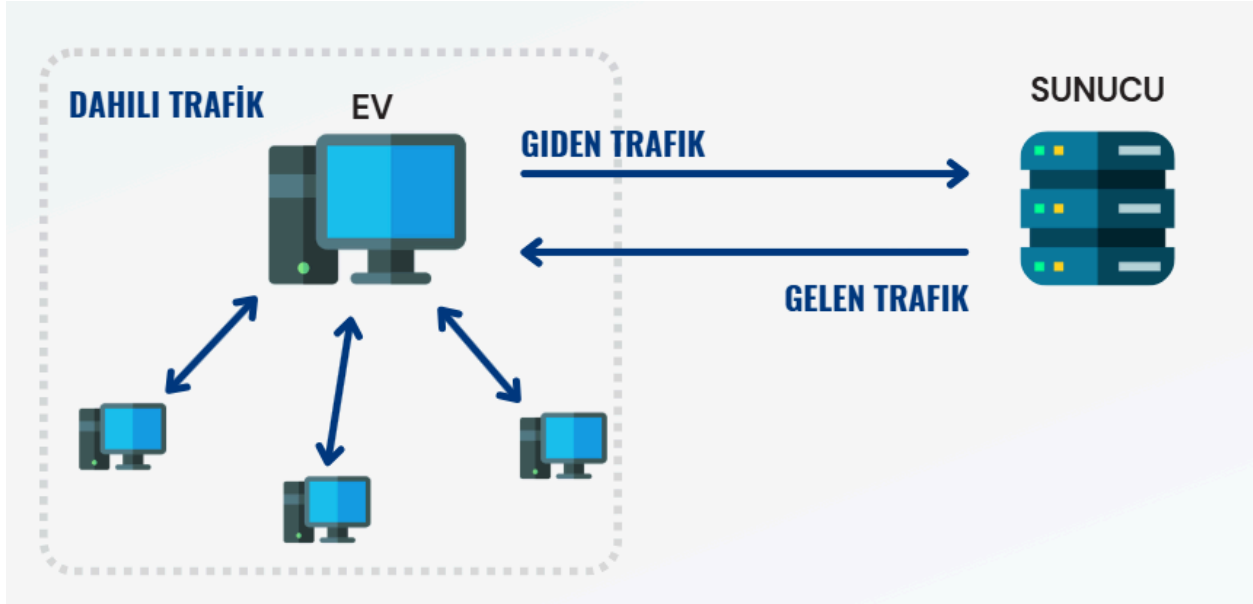 DAHILI TRAFİK
EV
SUNUCU
GIDEN TRAFIK
GELEN TRAFIK